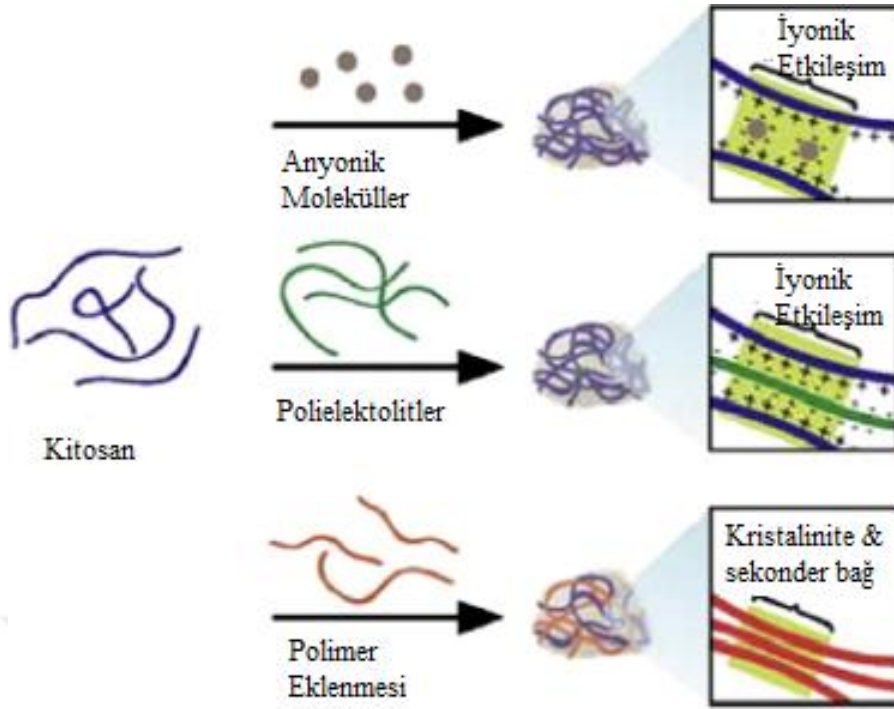 İyonik
Etkileşim
Anyonik
Moleküller
İyonik
Etkileşim
Polielektolitler
Kitosan
Kristalinite &
sekonder bağ
Polimer
Eklenmesi